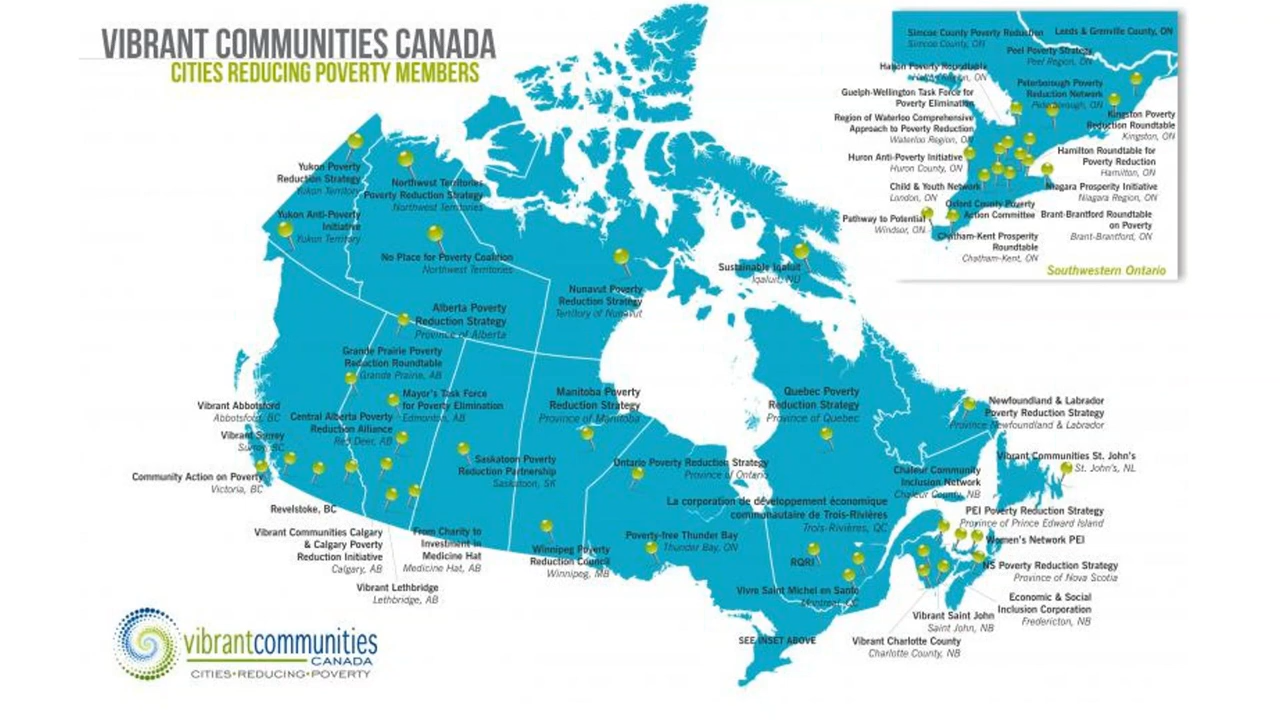 VIBRANT COMMUNITIES CANADA
CITIES REDUCING POVERTY MEMBERS
Yukon Poverty
Reduction Strategy
Yukon Territory
Northwest Territories
Poverty Reduction Strategy
Northwest Territories
Yukon Anti-Poverty
Initiative
Yukon Territory
No Place for Poverty Coalition
Northwest Territories
Sustainable Iqaluit
Iqaluit, NU
Nunavut Poverty
Reduction Strategy
Territory of Nunavut
Alberta Poverty
Reduction Strategy
Province of Alberta
Grande Prairie Poverty
Reduction Roundtable
Grande Prairie, AB
Mayor's Task Force
for Poverty Elimination
Edmonton, AB
Vibrant Abbotsford
Abbotsford, BC
Central Alberta Poverty
Reduction Alliance
Red Deer, AB
Vibrant Surrey
Surrey, BC
Community Action on Poverty
Victoria, BC
Revelstoke, BC
Vibrant Communities Calgary
& Calgary Poverty
Reduction Initiative
Calgary, AB
Vibrant Lethbridge
Lethbridge, AB
From Charity to
Investment in
Medicine Hat
Medicine Hat, AB
Saskatoon Poverty
Reduction Partnership
Saskatoon, SK
Manitoba Poverty
Reduction Strategy
Province of Manitoba
Winnipeg Poverty
Reduction Council
Winnipeg, MB
Ontario Poverty Reduction Strategy
Province of Ontario
Poverty-free Thunder Bay
Thunder Bay, ON
Quebec Poverty
Reduction Strategy
Province of Quebec
La corporation de développement économique
communautaire de Trois-Rivières
Trois-Rivières, QC
RQRI
Vivre Saint Michel en Santé
Montreal, QC
SEE INSET ABOVE
Newfoundland & Labrador
Poverty Reduction Strategy
Province Newfoundland & Labrador
Vibrant Communities St. John's
St. John's, NL
Chaleur Community
Inclusion Network
Chaleur County, NB
PEI Poverty Reduction Strategy
Province of Prince Edward Island
Women's Network PEI
NS Poverty Reduction Strategy
Province of Nova Scotia
Economic & Social
Inclusion Corporation
Fredericton, NB
Vibrant Saint John
Saint John, NB
Vibrant Charlotte County
Charlotte County, NB
Simcoe County Poverty Reduction
Simcoe County, ON
Leeds & Grenville County, ON
Peel Poverty Strategy
Peel Region, ON
Halton Poverty Roundtable
Halton Region, ON
Guelph-Wellington Task Force for
Poverty Elimination
Peterborough Poverty
Reduction Network
Peterborough, ON
Region of Waterloo Comprehensive
Approach to Poverty Reduction
Waterloo Region, ON
Kingston Poverty
Reduction Roundtable
Kingston, ON
Huron Anti-Poverty Initiative
Huron County, ON
Hamilton Roundtable for
Poverty Reduction
Hamilton, ON
Child & Youth Network
London, ON
Niagara Prosperity Initiative
Niagara Region, ON
Oxford County Poverty
Action Committee
Pathway to Potential
Windsor, ON
Brant-Brantford Roundtable
on Poverty
Brant-Brantford, ON
Chatham-Kent Prosperity
Roundtable
Chatham-Kent, ON
Southwestern Ontario
vibrantcommunities
CANADA
CITIES•REDUCING•POVERTY